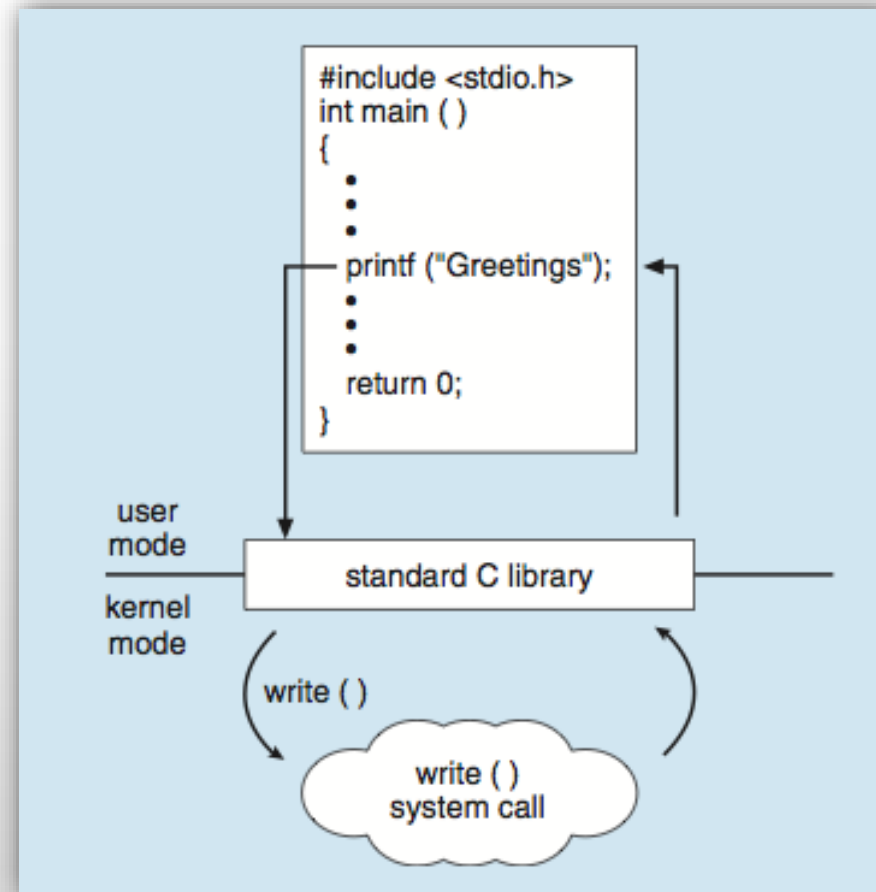 #include <stdio.h>
int main ( )
{
•
•
•
printf ("Greetings");
•
•
•
return 0;
}
user
mode
standard C library
kernel
mode
write ( )
write ( )
system call